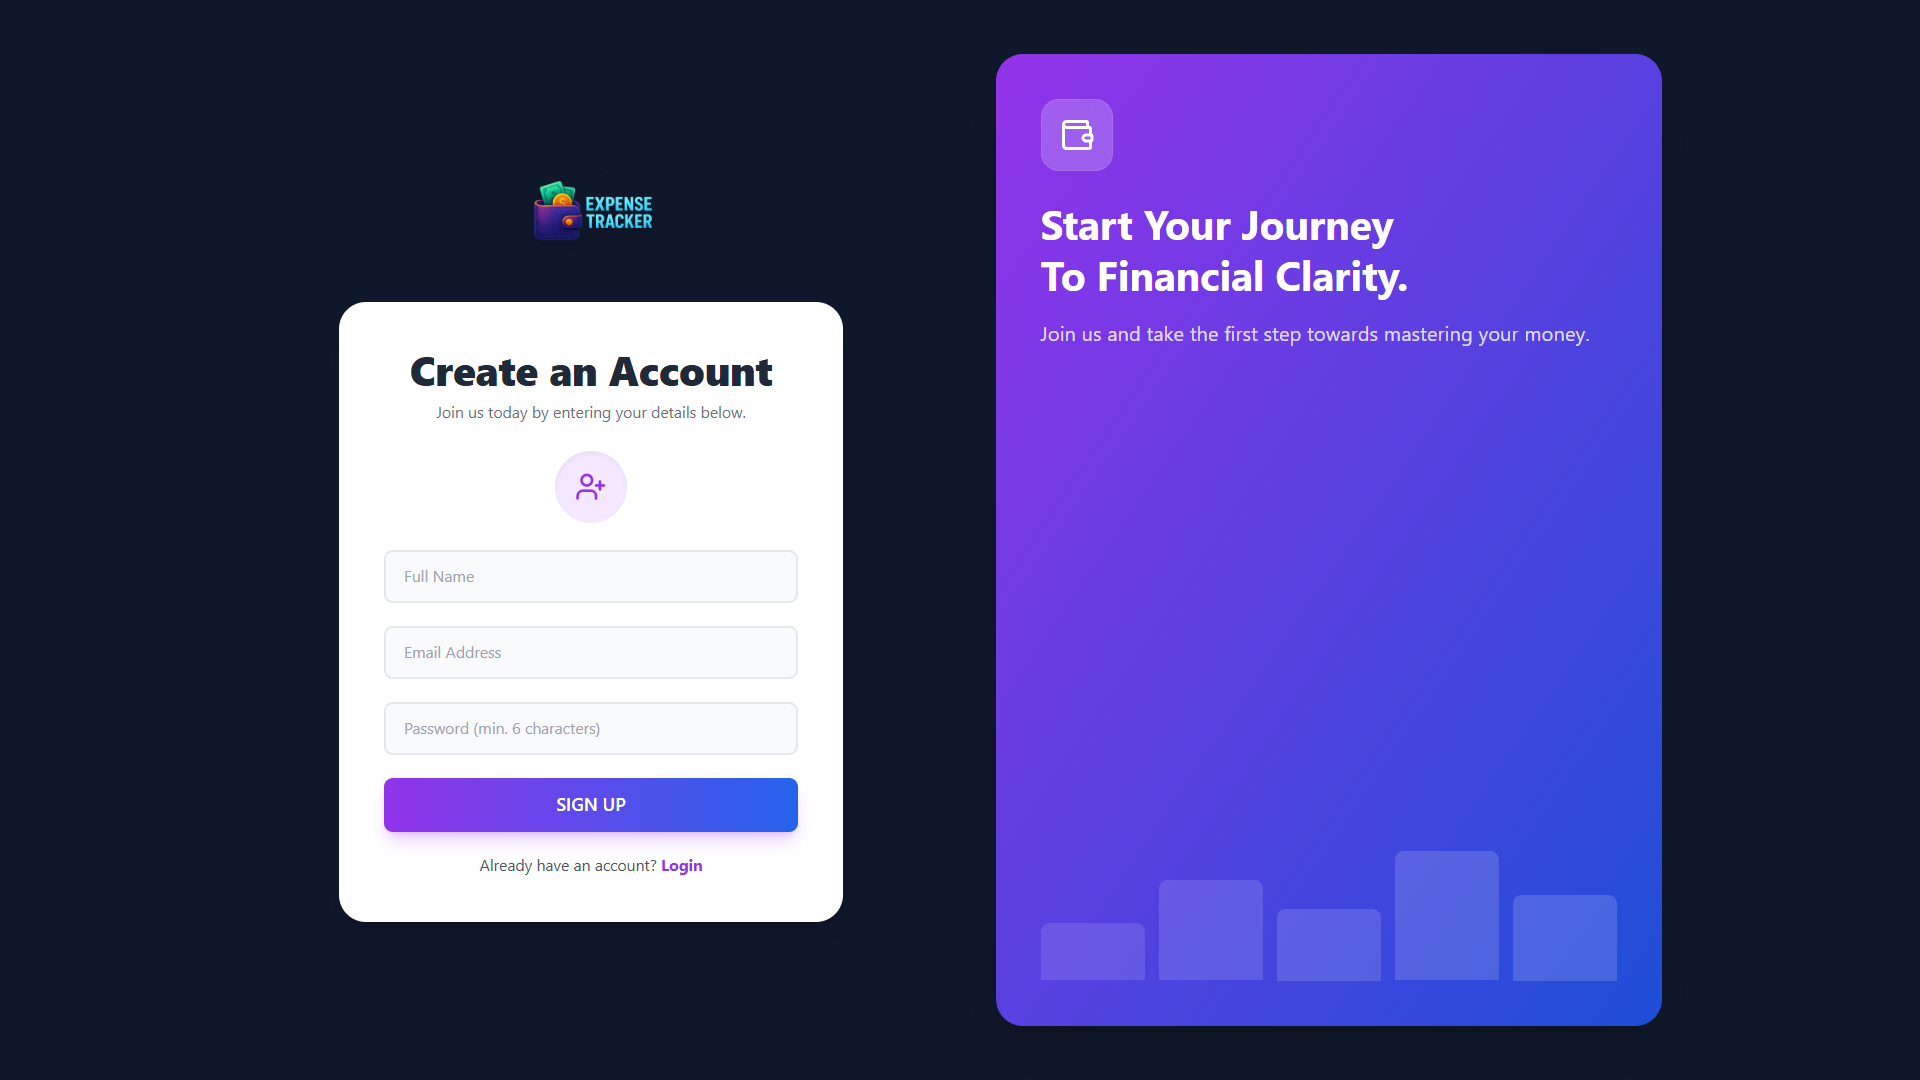 EXPENSE
TRACKER
Create an Account
Join us today by entering your details below.
Full Name
Email Address
Password (min. 6 characters)
SIGN UP
Already have an account? Login
Start Your Journey
To Financial Clarity.
Join us and take the first step towards mastering your money.